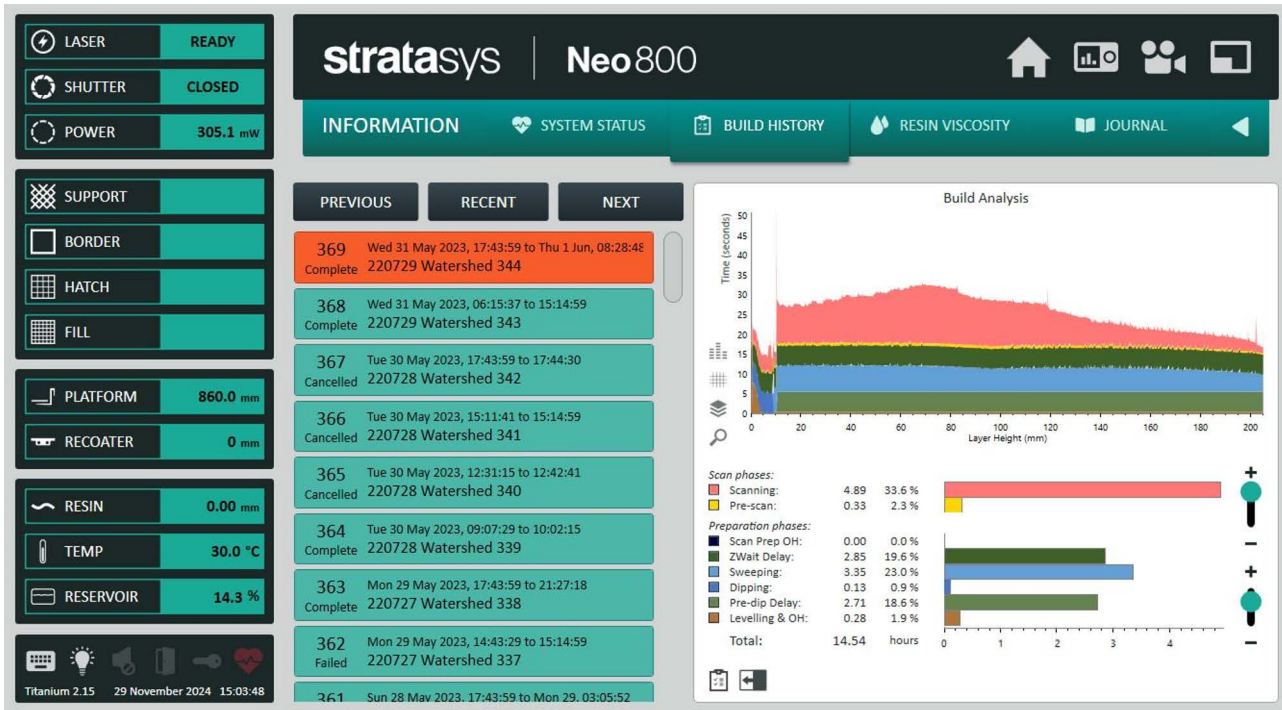 LASER READY
SHUTTER CLOSED
POWER 305.1 mW
SUPPORT
BORDER
HATCH
FILL
PLATFORM 860.0 mm
RECOATER 0 mm
RESIN 0.00 mm
TEMP 30.0 °C
RESERVOIR 14.3 %
Titanium 2.15 29 November 2024 15:03:48
stratasys | Neo800
INFORMATION SYSTEM STATUS BUILD HISTORY RESIN VISCOSITY JOURNAL
PREVIOUS RECENT NEXT
369 Wed 31 May 2023, 17:43:59 to Thu 1 Jun, 08:28:48
Complete 220729 Watershed 344
368 Wed 31 May 2023, 06:15:37 to 15:14:59
Complete 220729 Watershed 343
367 Tue 30 May 2023, 17:43:59 to 17:44:30
Cancelled 220728 Watershed 342
366 Tue 30 May 2023, 15:11:41 to 15:14:59
Cancelled 220728 Watershed 341
365 Tue 30 May 2023, 12:31:15 to 12:42:41
Cancelled 220728 Watershed 340
364 Tue 30 May 2023, 09:07:29 to 10:02:15
Complete 220728 Watershed 339
363 Mon 29 May 2023, 17:43:59 to 21:27:18
Complete 220727 Watershed 338
362 Mon 29 May 2023, 14:43:29 to 15:14:59
Failed 220727 Watershed 337
361 Sun 28 May 2023, 17:43:59 to Mon 29, 03:05:52
Build Analysis
Time (seconds)
50
45
40
35
30
25
20
15
10
5
0
0 20 40 60 80 100 120 140 160 180 200
Layer Height (mm)
Scan phases:
Scanning: 4.89 33.6 %
Pre-scan: 0.33 2.3 %
Preparation phases:
Scan Prep OH: 0.00 0.0 %
ZWait Delay: 2.85 19.6 %
Sweeping: 3.35 23.0 %
Dipping: 0.13 0.9 %
Pre-dip Delay: 2.71 18.6 %
Levelling & OH: 0.28 1.9 %
Total: 14.54 hours
0 1 2 3 4
+
−
+
−